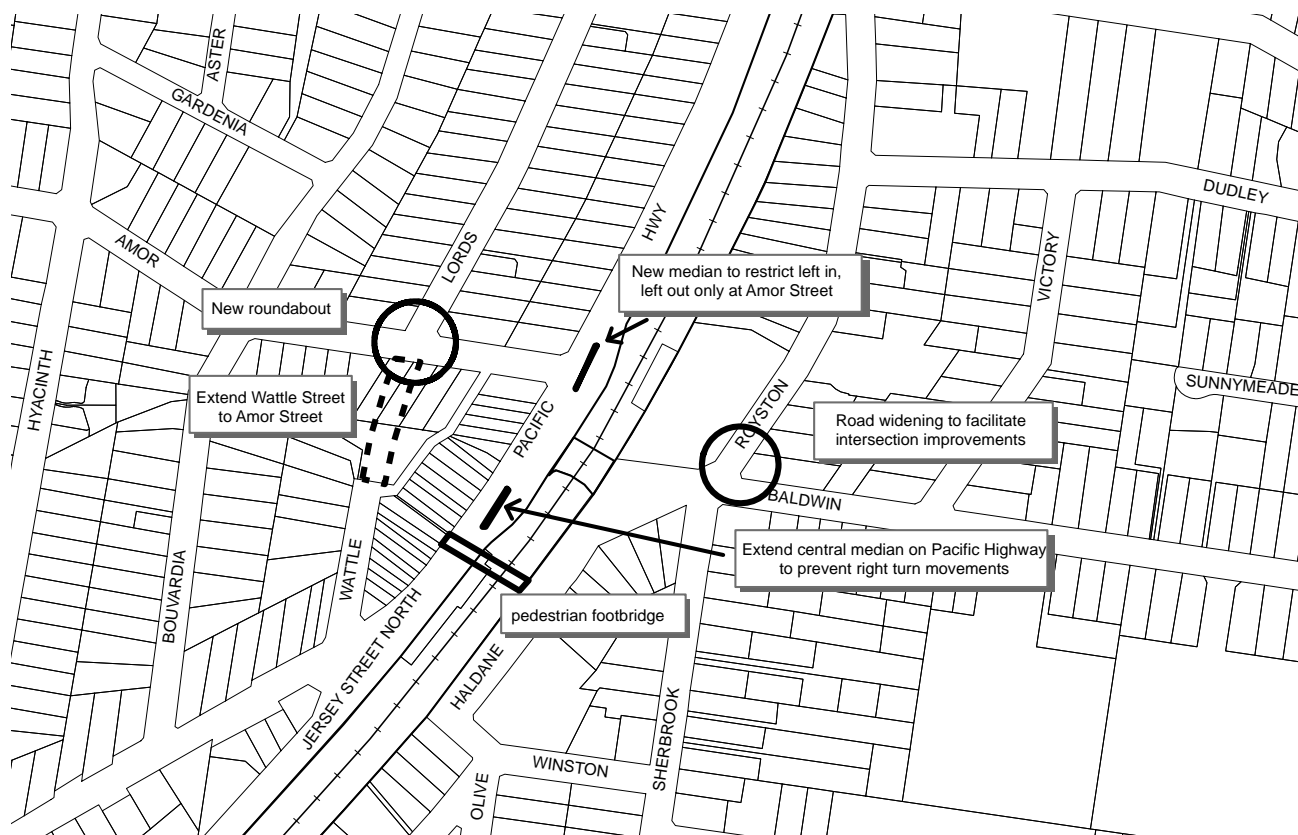 ASTER
GARDENIA
DUDLEY
HWY
LORDS
AMOR
VICTORY
New median to restrict left in,
left out only at Amor Street
New roundabout
HYACINTH
Extend Wattle Street
to Amor Street
SUNNYMEADE
ROYSTON
PACIFIC
Road widening to facilitate
intersection improvements
BALDWIN
Extend central median on Pacific Highway
to prevent right turn movements
WATTLE
BOUVARDIA
pedestrian footbridge
JERSEY STREET NORTH
HALDANE
SHERBROOK
WINSTON
OLIVE